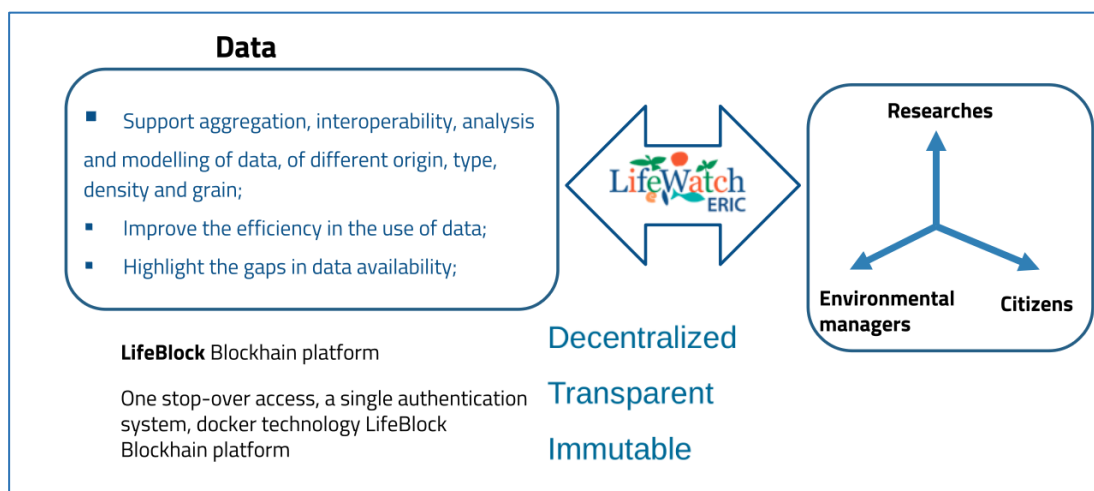 Data
▪ Support aggregation, interoperability, analysis
and modelling of data, of different origin, type,
density and grain;
▪ Improve the efficiency in the use of data;
▪ Highlight the gaps in data availability;
LifeWatch
ERIC
Researches
Environmental
managers
Citizens
LifeBlock Blockhain platform
One stop-over access, a single authentication
system, docker technology LifeBlock
Blockhain platform
Decentralized
Transparent
Immutable